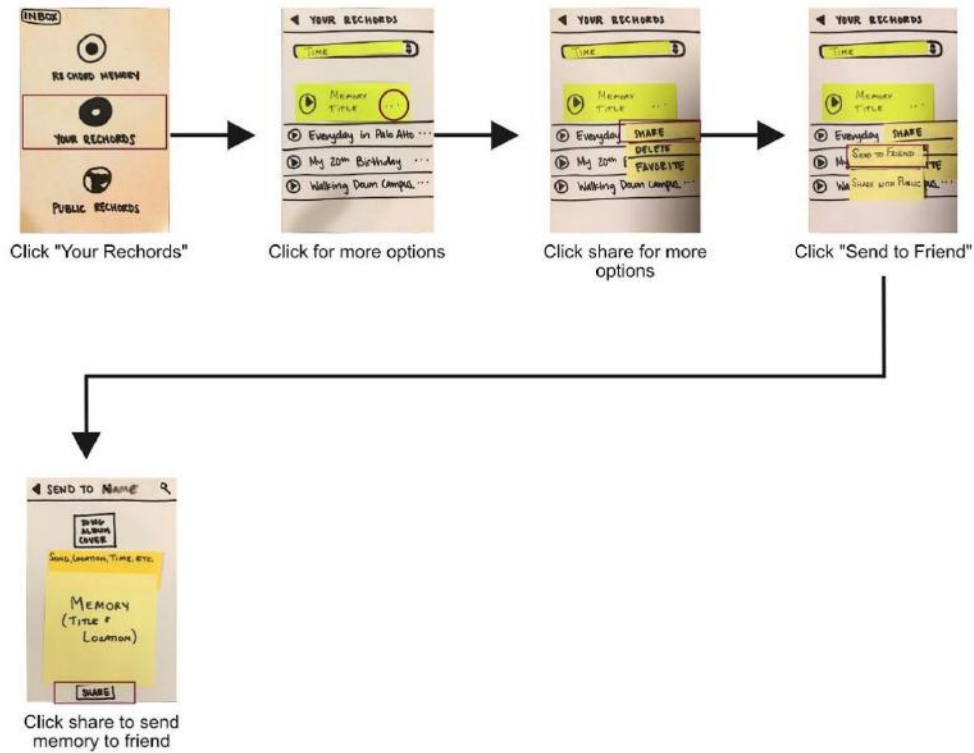 INBOX
RECHORD MEMORY
YOUR RECHORDS
PUBLIC RECHORDS
Click "Your Rechords"
YOUR RECHORDS
TIME
MEMORY
TITLE ...
Everyday in Palo Alto ...
My 20th Birthday ...
Walking Down Campus ...
Click for more options
YOUR RECHORDS
TIME
MEMORY
TITLE ...
Everyday SHARE
DELETE
My 20th B
FAVORITE
Walking Down Campus ...
Click share for more
options
YOUR RECHORDS
TIME
MEMORY
TITLE ...
Everyday SHARE
SEND TO FRIEND
My TE
SHARE WITH PUBLIC
Wa us ...
Click "Send to Friend"
SEND TO NAME
SONG
ALBUM
COVER
SONG, LOCATION, TIME, ETC.
MEMORY
(TITLE &
LOCATION)
SHARE
Click share to send
memory to friend